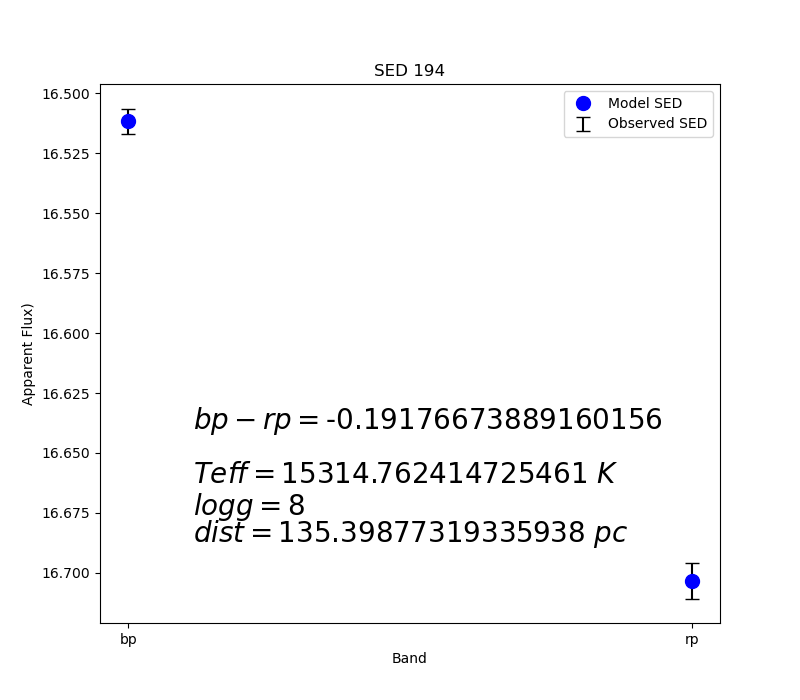 SED 194
Model SED
Observed SED
16.500
16.525
16.550
16.575
16.600
16.625
16.650
16.675
16.700
Apparent Flux)
bp − rp = -0.19176673889160156
Teff = 15314.762414725461 K
logg = 8
dist = 135.39877319335938 pc
bp
rp
Band